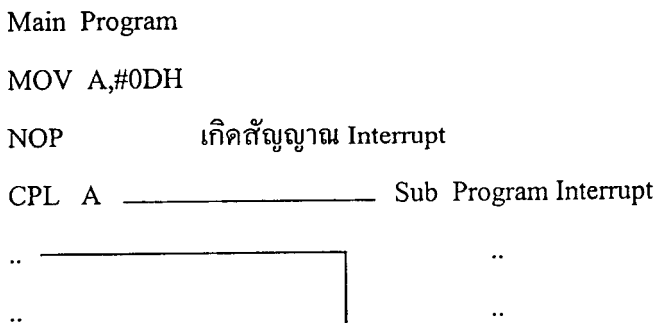 Main Program
MOV A,#0DH
NOP เกิดสัญญาณ Interrupt
CPL A Sub Program Interrupt
.. ..
.. ..